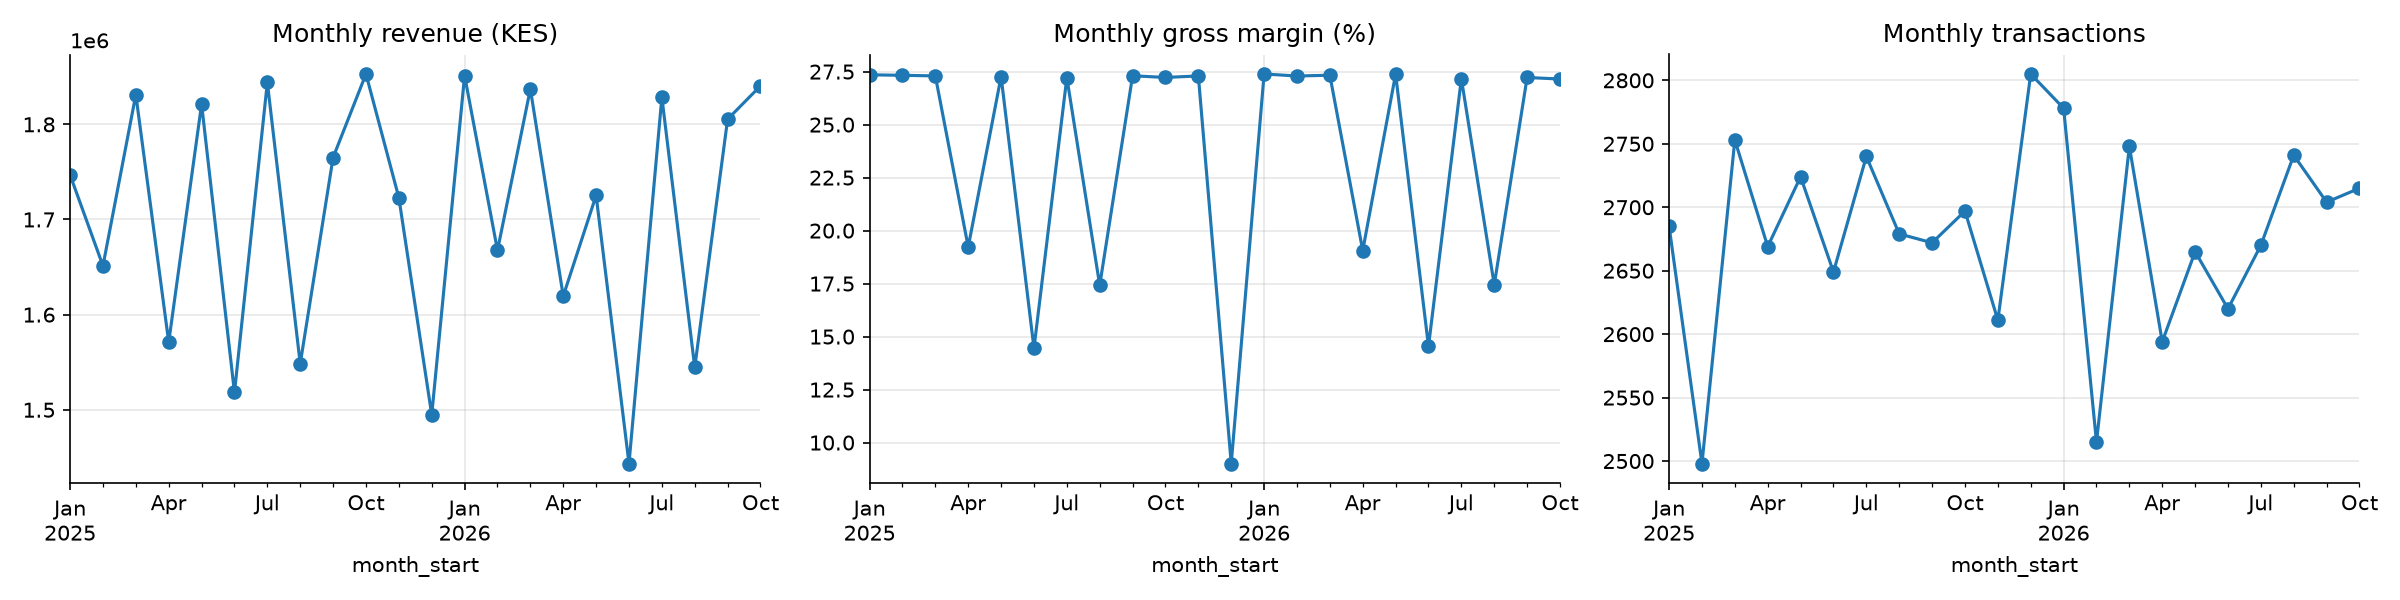 Monthly revenue (KES)
1e6
1.8
1.7
1.6
1.5
Jan
2025
Apr
Jul
Oct
Jan
2026
Apr
Jul
Oct
month_start
Monthly gross margin (%)
27.5
25.0
22.5
20.0
17.5
15.0
12.5
10.0
Jan
2025
Apr
Jul
Oct
Jan
2026
Apr
Jul
Oct
month_start
Monthly transactions
2800
2750
2700
2650
2600
2550
2500
Jan
2025
Apr
Jul
Oct
Jan
2026
Apr
Jul
Oct
month_start